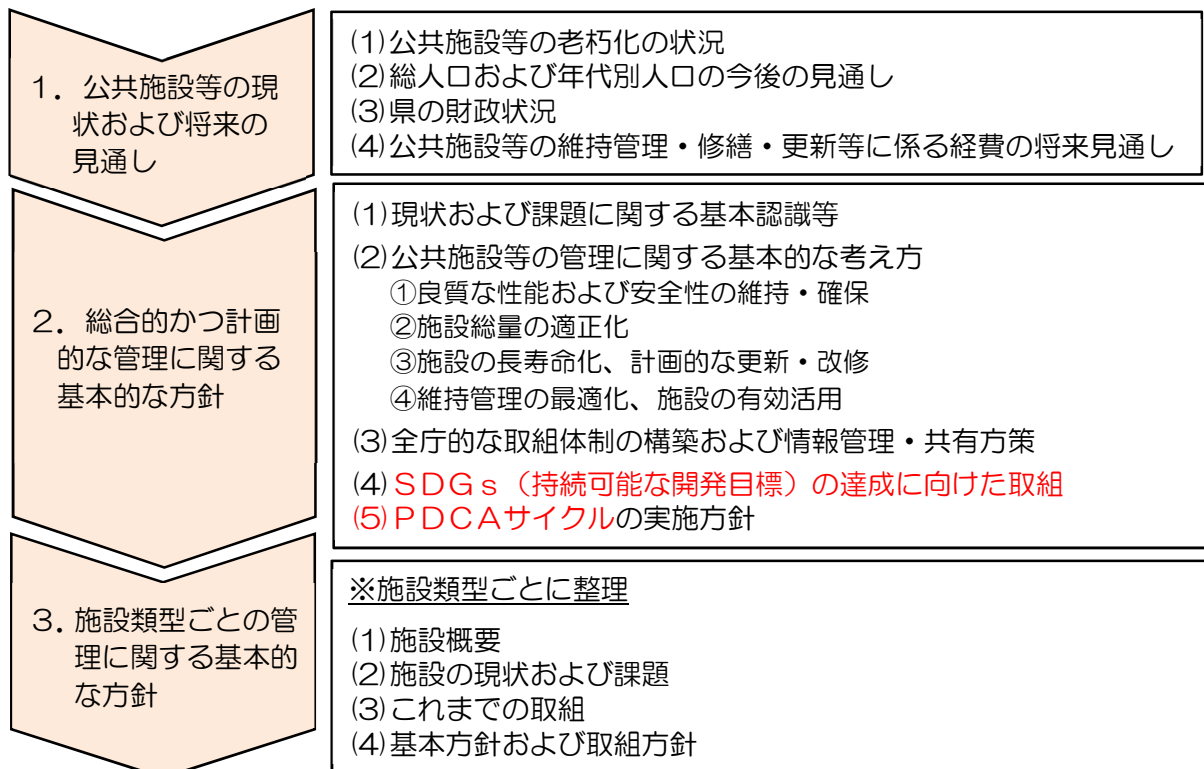 １．公共施設等の現
状および将来の
見通し
(1)公共施設等の老朽化の状況
(2)総人口および年代別人口の今後の見通し
(3)県の財政状況
(4)公共施設等の維持管理・修繕・更新等に係る経費の将来見通し
２．総合的かつ計画
的な管理に関する
基本的な方針
(1)現状および課題に関する基本認識等
(2)公共施設等の管理に関する基本的な考え方
①良質な性能および安全性の維持・確保
②施設総量の適正化
③施設の長寿命化、計画的な更新・改修
④維持管理の最適化、施設の有効活用
(3)全庁的な取組体制の構築および情報管理・共有方策
(4)ＳＤＧｓ（持続可能な開発目標）の達成に向けた取組
(5)ＰＤＣＡサイクルの実施方針
３．施設類型ごとの管
理に関する基本的
な方針
※施設類型ごとに整理
(1)施設概要
(2)施設の現状および課題
(3)これまでの取組
(4)基本方針および取組方針